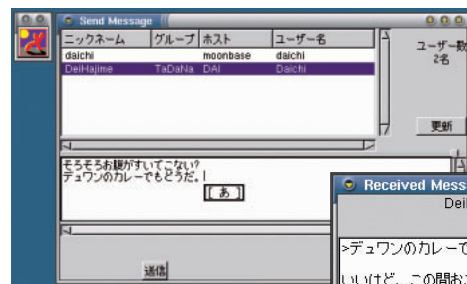 Send Message
ニックネーム グループ ホスト ユーザー名
daichi moonbase daichi
DeiHajime TaDaNa DAI Daichi
ユーザー数
2名
更新
そろそろお腹がすいてこない?
デュワンのカレーでもどうだ。
[ あ ]
送信
Received Mess
Dei
>デュワンのカレーで
いいけど、この間お